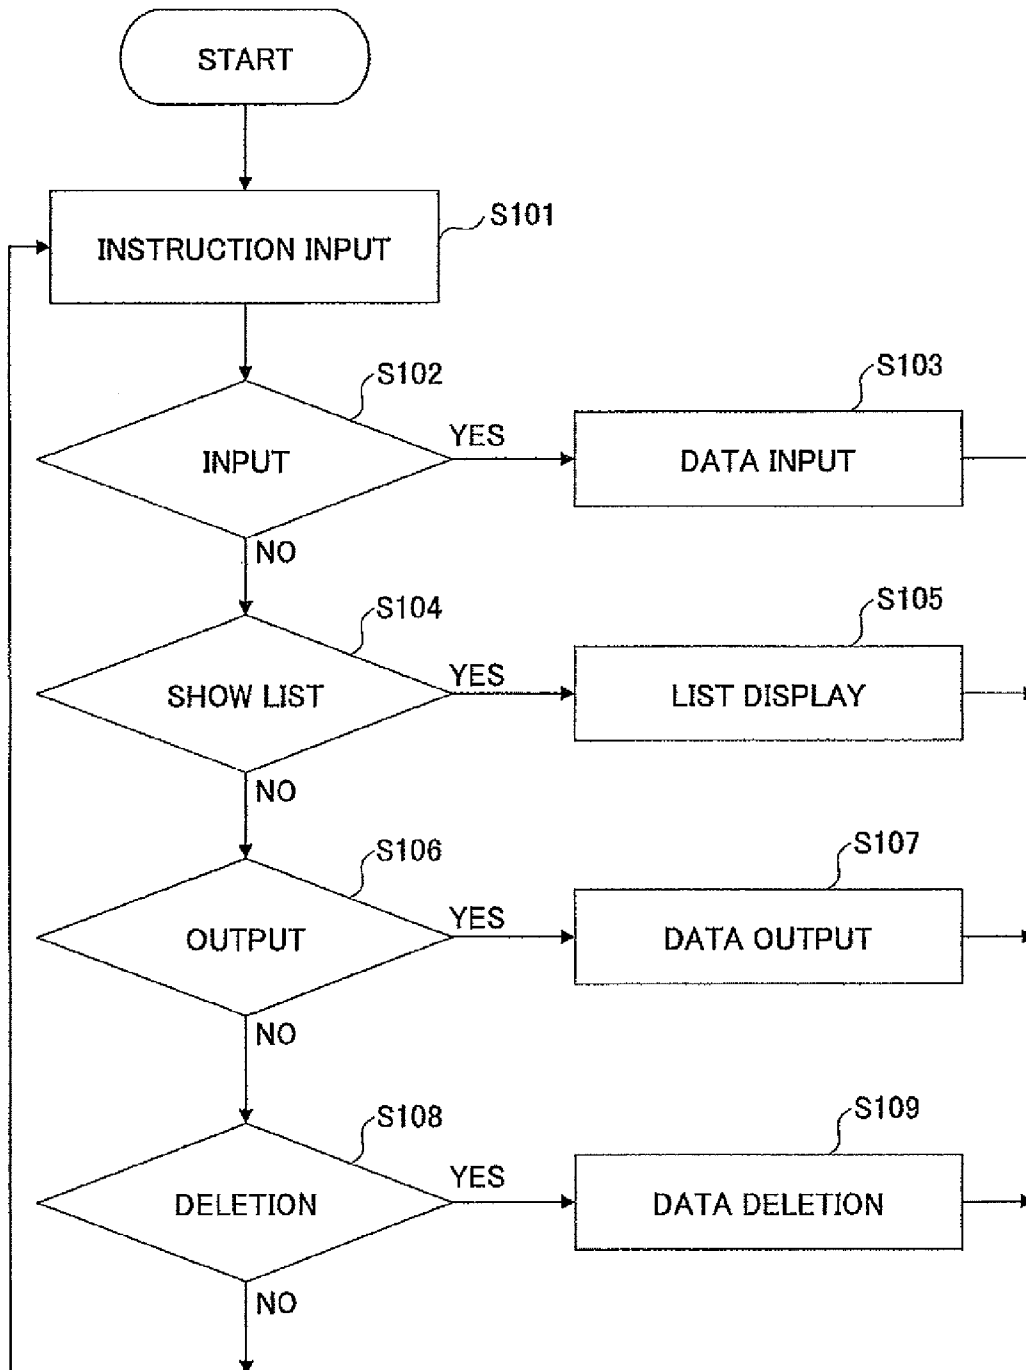 START
S101
INSTRUCTION INPUT
S102
S103
YES
INPUT
DATA INPUT
NO
S104
S105
YES
SHOW LIST
LIST DISPLAY
NO
S106
S107
YES
OUTPUT
DATA OUTPUT
NO
S108
S109
YES
DELETION
DATA DELETION
NO